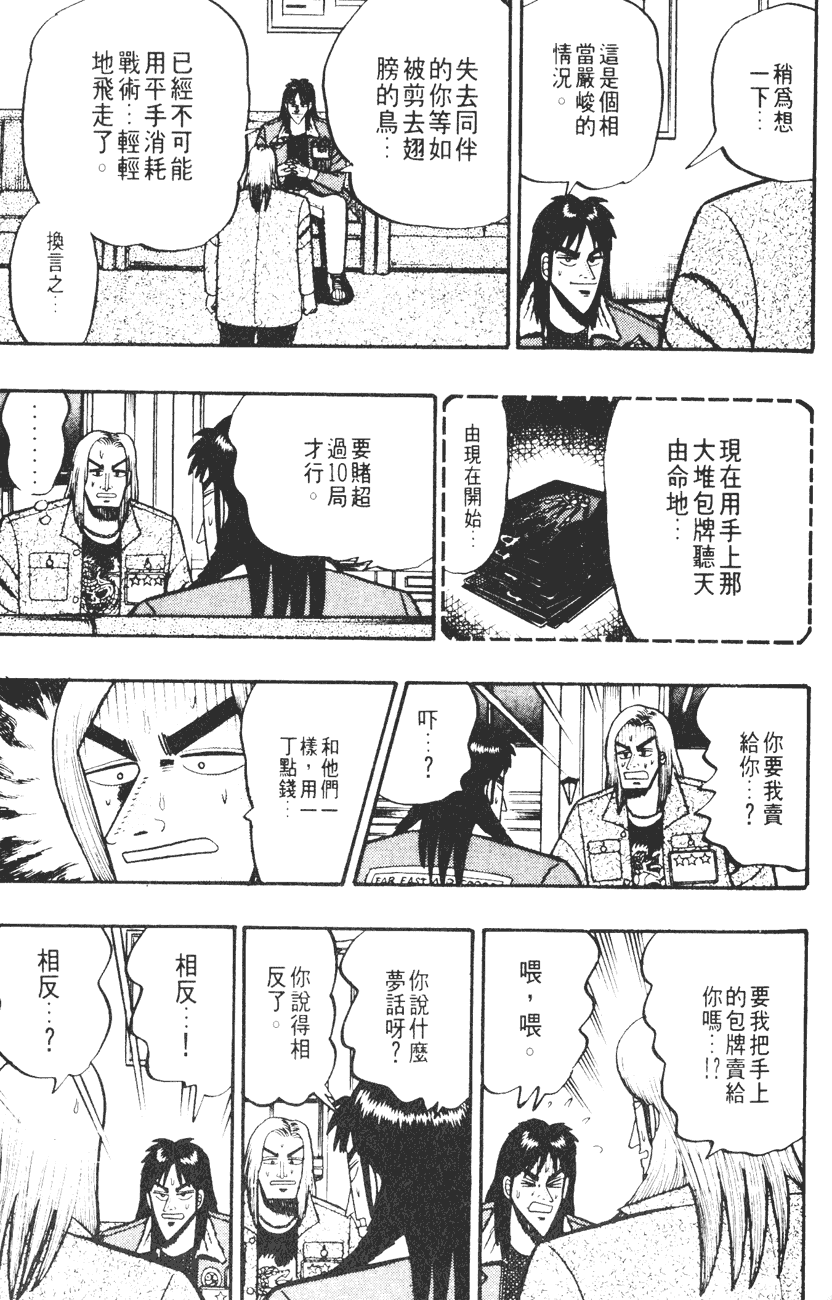 稍爲想
一下…
這是個相
當嚴峻的
情況。
失去同伴
的你等如
被剪去翅
膀的鳥…
已經不可能
用平手消耗
戰術…輕輕
地飛走了。
換言之…
現在用手上那
大堆包牌聽天
由命地…
由現在開始…
要賭超
過10局
才行。
………
你要我賣
給你…？
吓…？
FAR EAST
和他們一
樣，用一
丁點錢…
要我把手上
的包牌賣給
你嗎…!?
喂，喂。
你說什麼
夢話呀？
你說得相
反了。
相反…！
相反…？